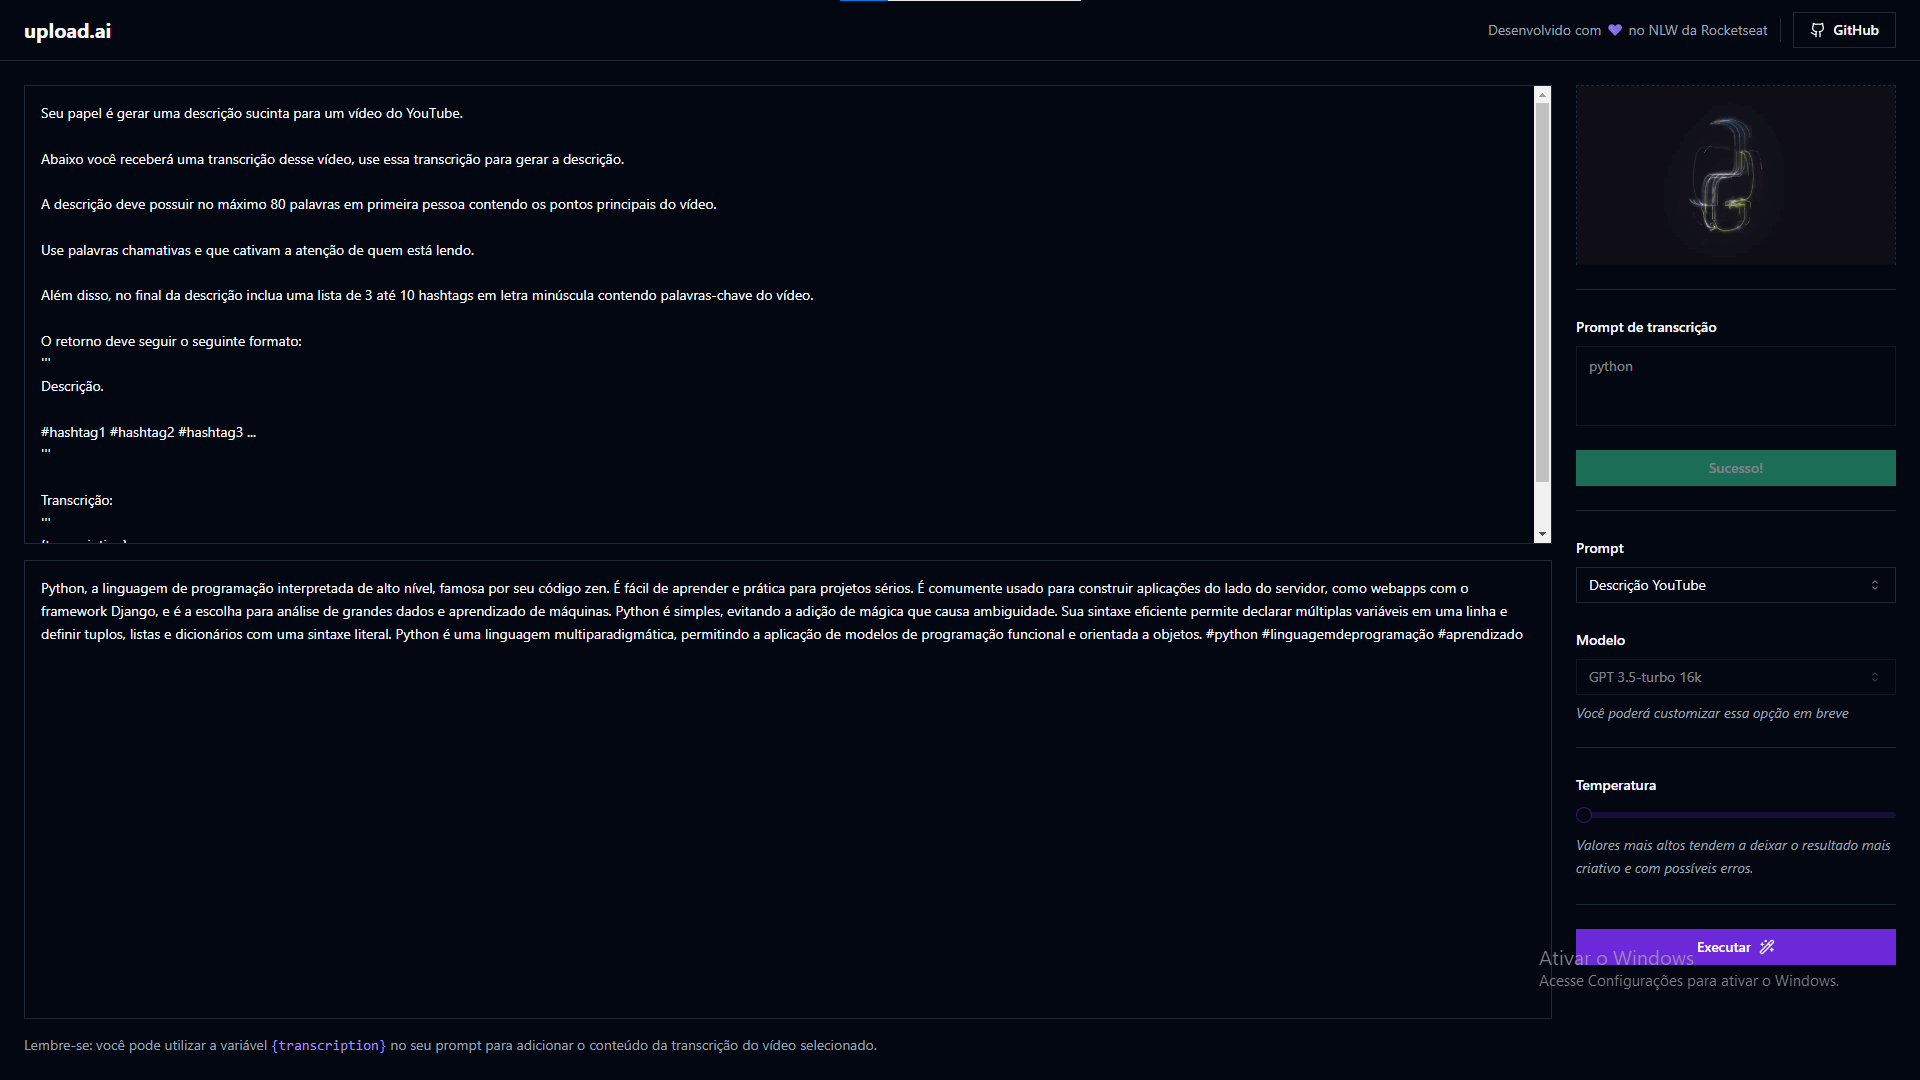 upload.ai
Desenvolvido com 💜 no NLW da Rocketseat
GitHub
Seu papel é gerar uma descrição sucinta para um vídeo do YouTube.
Abaixo você receberá uma transcrição desse vídeo, use essa transcrição para gerar a descrição.
A descrição deve possuir no máximo 80 palavras em primeira pessoa contendo os pontos principais do vídeo.
Use palavras chamativas e que cativam a atenção de quem está lendo.
Além disso, no final da descrição inclua uma lista de 3 até 10 hashtags em letra minúscula contendo palavras-chave do vídeo.
O retorno deve seguir o seguinte formato:
'''
Descrição.
#hashtag1 #hashtag2 #hashtag3 ...
'''
Transcrição:
'''
Python, a linguagem de programação interpretada de alto nível, famosa por seu código zen. É fácil de aprender e prática para projetos sérios. É comumente usado para construir aplicações do lado do servidor, como webapps com o
framework Django, e é a escolha para análise de grandes dados e aprendizado de máquinas. Python é simples, evitando a adição de mágica que causa ambiguidade. Sua sintaxe eficiente permite declarar múltiplas variáveis em uma linha e
definir tuplos, listas e dicionários com uma sintaxe literal. Python é uma linguagem multiparadigmática, permitindo a aplicação de modelos de programação funcional e orientada a objetos. #python #linguagemdeprogramação #aprendizado
Lembre-se: você pode utilizar a variável {transcription} no seu prompt para adicionar o conteúdo da transcrição do vídeo selecionado.
Prompt de transcrição
python
Sucesso!
Prompt
Descrição YouTube
Modelo
GPT 3.5-turbo 16k
Você poderá customizar essa opção em breve
Temperatura
Valores mais altos tendem a deixar o resultado mais
criativo e com possíveis erros.
Executar
Ativar o Windows
Acesse Configurações para ativar o Windows.